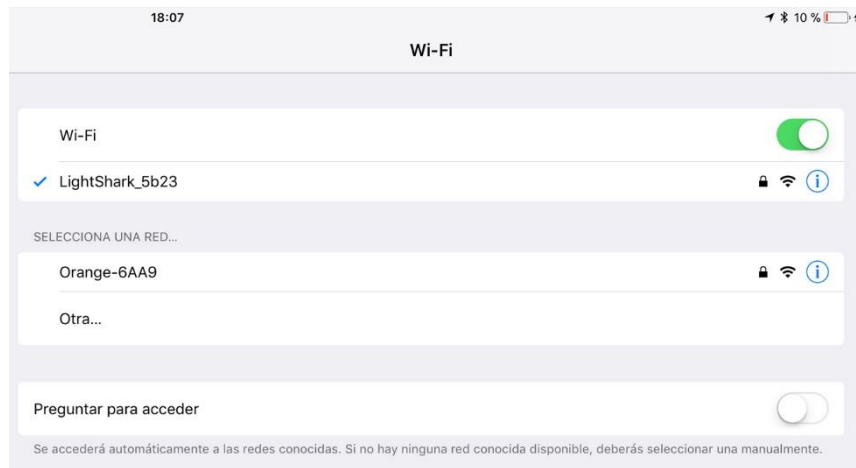 18:07
10 %
Wi-Fi
Wi-Fi
LightShark_5b23
SELECCIONA UNA RED...
Orange-6AA9
Otra...
Preguntar para acceder
Se accederá automáticamente a las redes conocidas. Si no hay ninguna red conocida disponible, deberás seleccionar una manualmente.